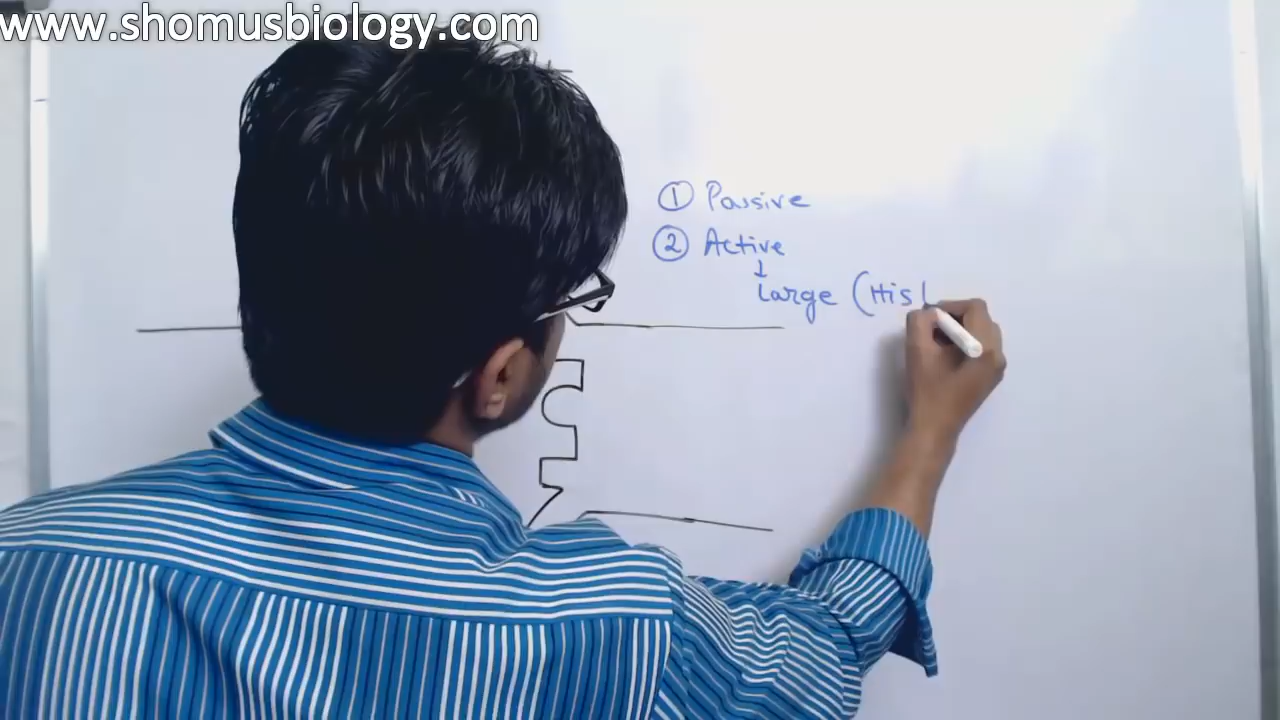 www.shomusbiology.com
① Passive
② Active
↓
Large (His